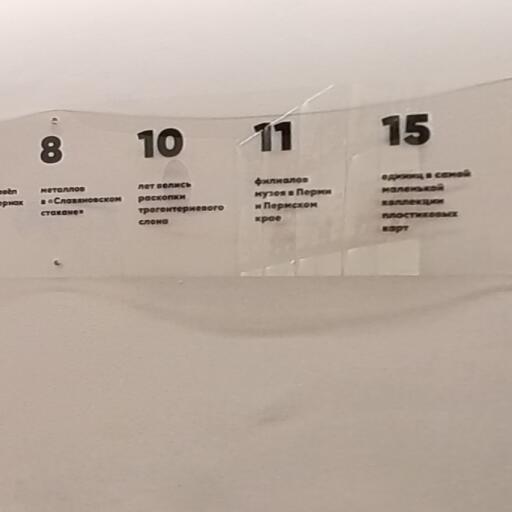 8
металлов
в «Славяновском
стакане»
10
лет велись
раскопки
трогонтериевого
слона
11
филиалов
музея в Перми
и Пермском
крае
15
единиц в самой
маленькой
коллекции
пластиковых
карт